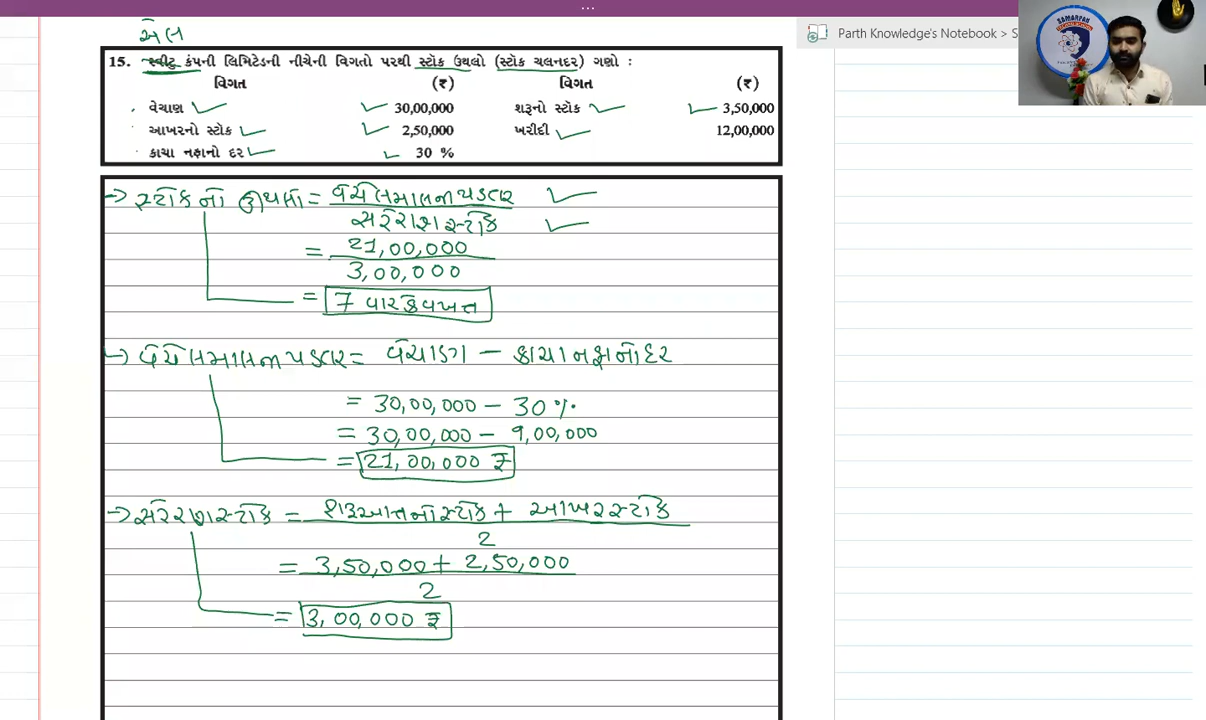 એલ
15. સ્વીટુ કંપની લિમિટેડની નીચેની વિગતો પરથી સ્ટૉક ઉથલો (સ્ટૉક ચલનદર) ગણો :
વિગત (₹) વિગત (₹)
વેચાણ 30,00,000 શરૂનો સ્ટૉક 3,50,000
આખરનો સ્ટૉક 2,50,000 ખરીદી 12,00,000
કાચા નફાનો દર 30 %
→ સ્ટોકનો ઉથલો = વેચેલમાલની પડતર
સરેરાશ સ્ટોક
= 21,00,000
3,00,000
= 7 વાર કે વખત
→ વેચેલમાલની પડતર = વેચાણ − કાચા નફાનો દર
= 30,00,000 − 30 %
= 30,00,000 − 9,00,000
= 21,00,000 ₹
→ સરેરાશ સ્ટોક = શરૂઆતનો સ્ટોક + આખર સ્ટોક
2
= 3,50,000 + 2,50,000
2
= 3,00,000 ₹
Parth Knowledge's Notebook > S
SAMARPAN